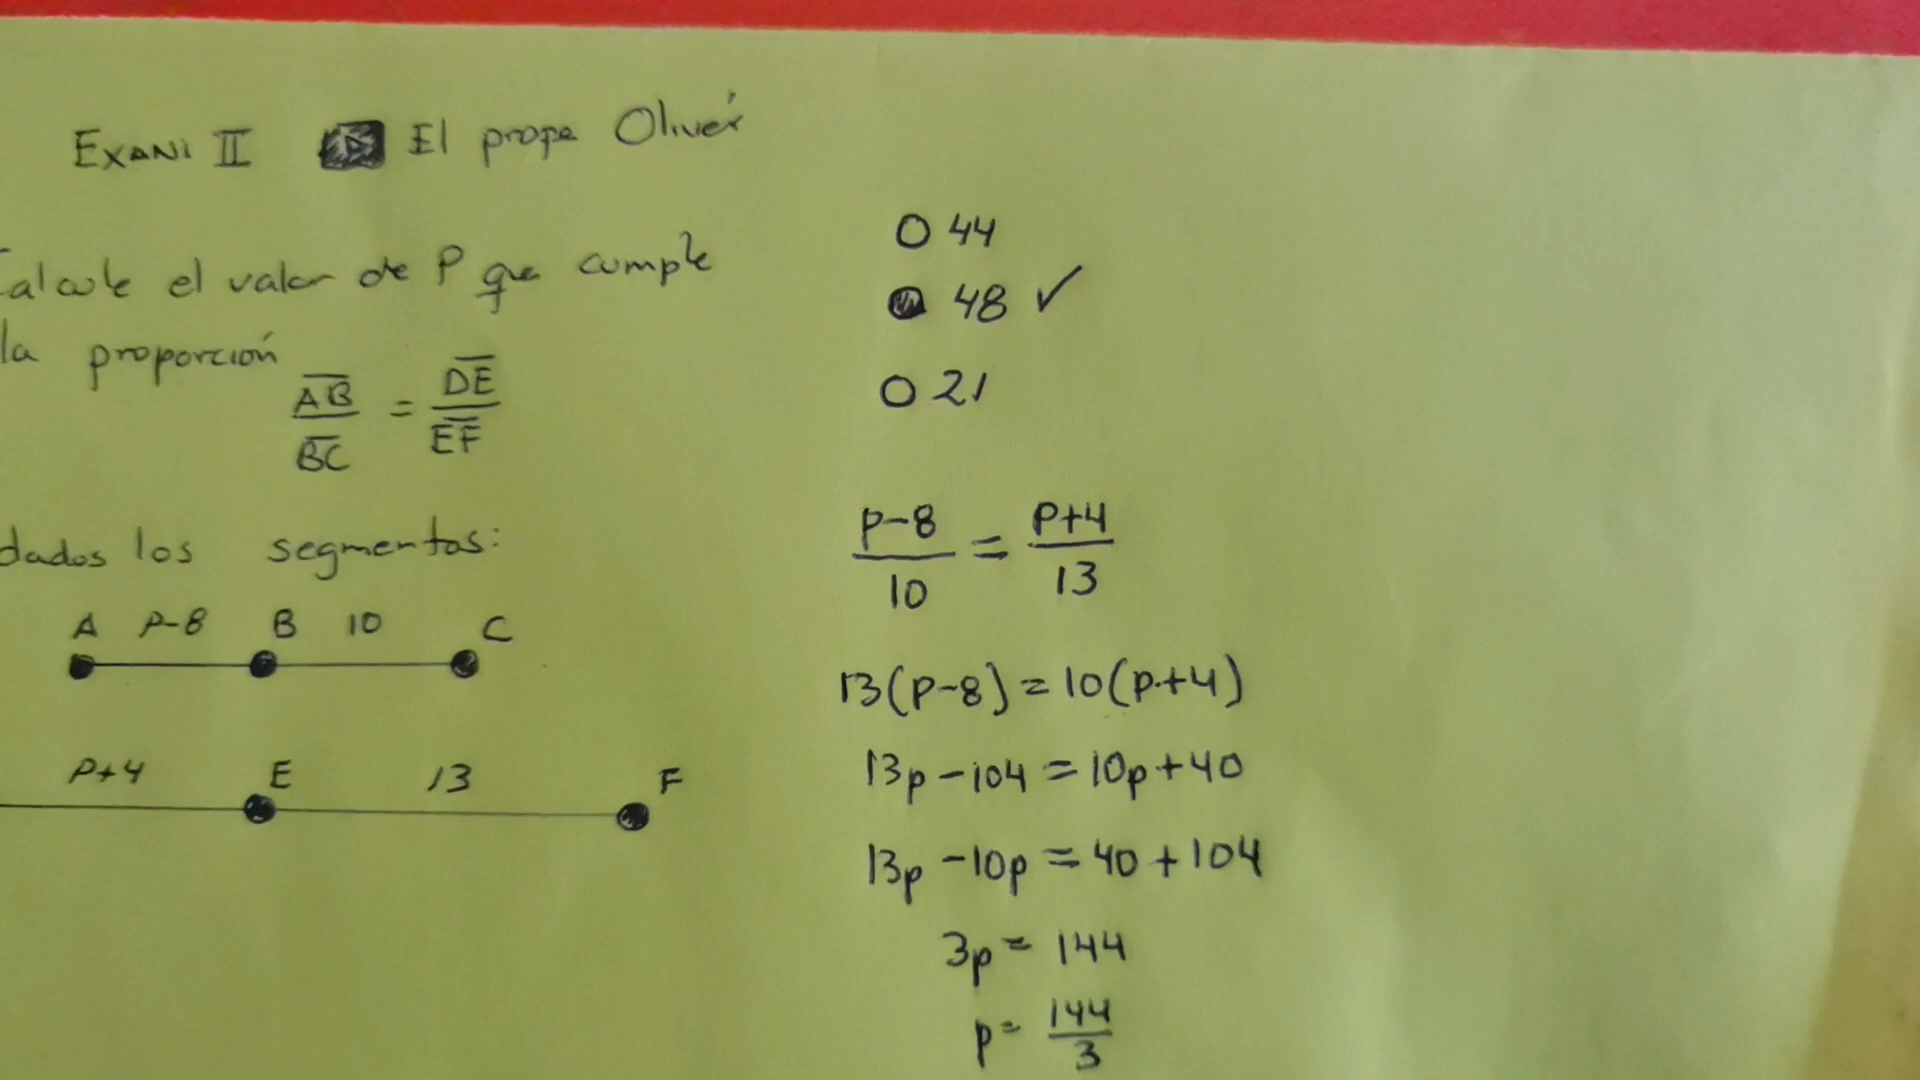 EXANI II El profe Oliver
Calcule el valor de P que cumple
la proporción
AB/BC = DE/EF
dados los segmentos:
A P-8 B 10 C
P+4 E 13 F
44
48 ✓
21
p-8/10 = P+4/13
13(p-8) = 10(p+4)
13p - 104 = 10p + 40
13p - 10p = 40 + 104
3p = 144
p = 144/3